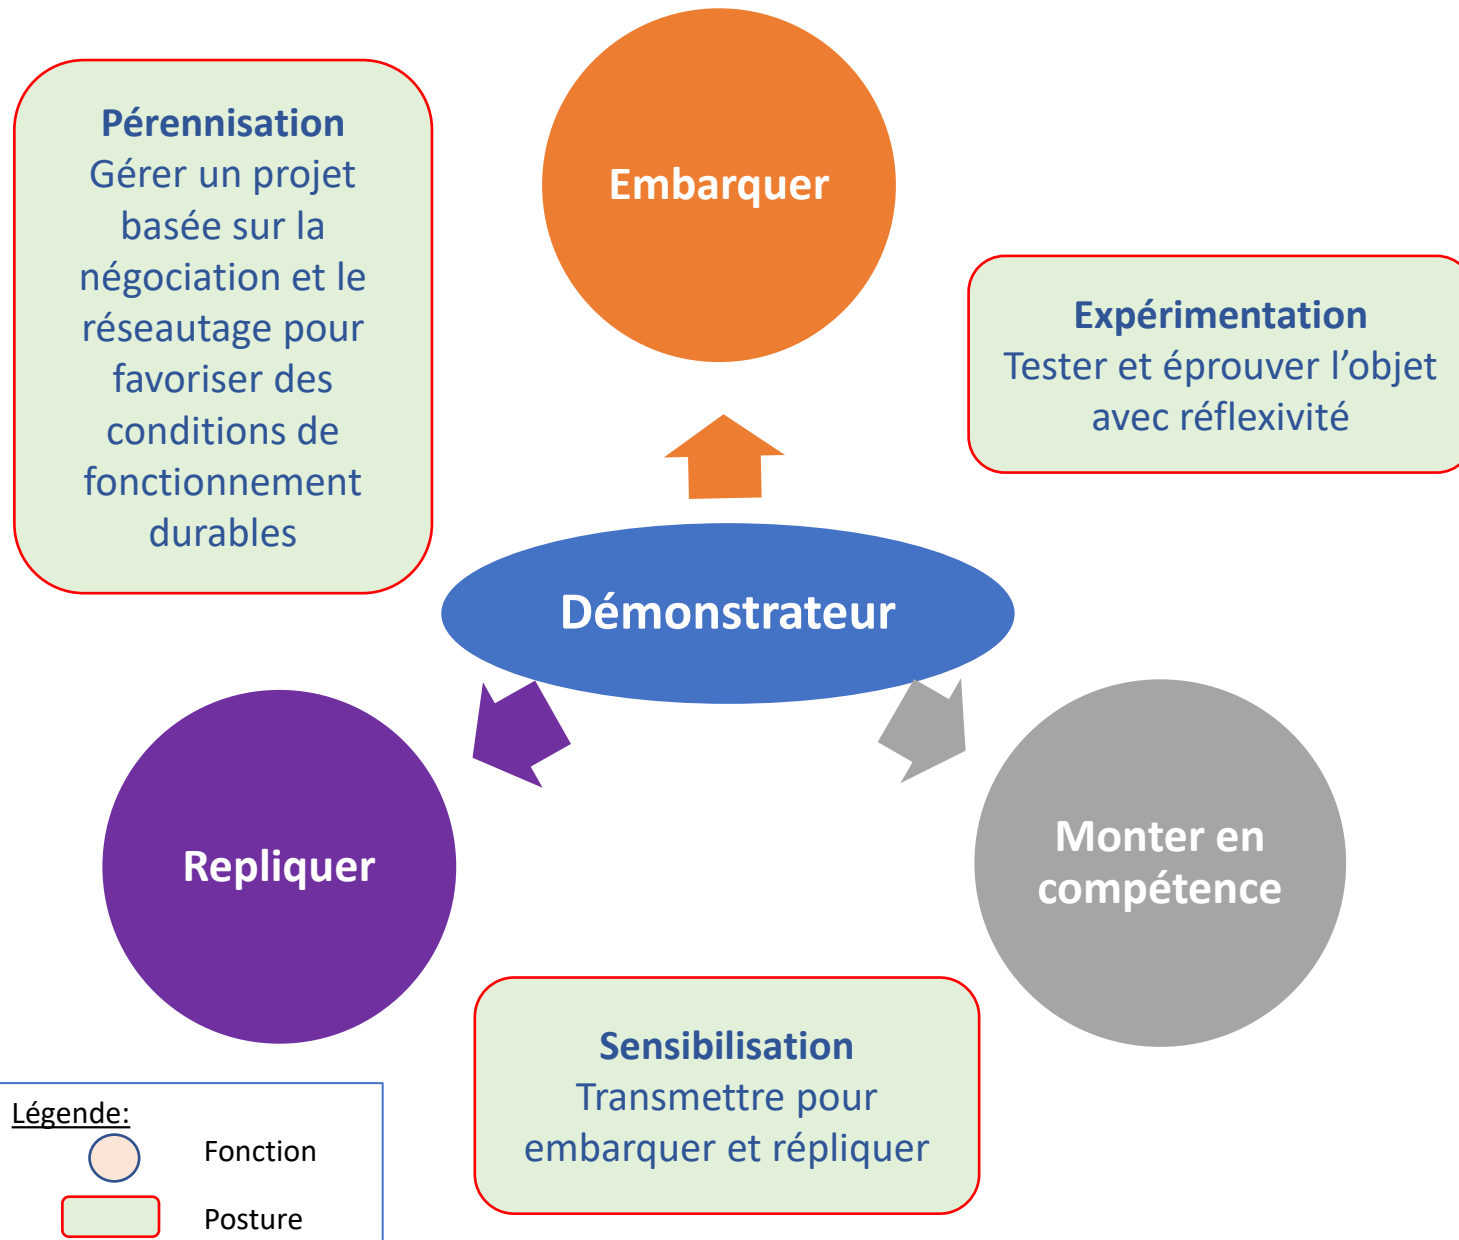 Embarquer
Pérennisation
Gérer un projet
basée sur la
négociation et le
réseautage pour
favoriser des
conditions de
fonctionnement
durables
Expérimentation
Tester et éprouver l’objet
avec réflexivité
Démonstrateur
Repliquer
Monter en
compétence
Sensibilisation
Transmettre pour
embarquer et répliquer
Légende:
Fonction
Posture